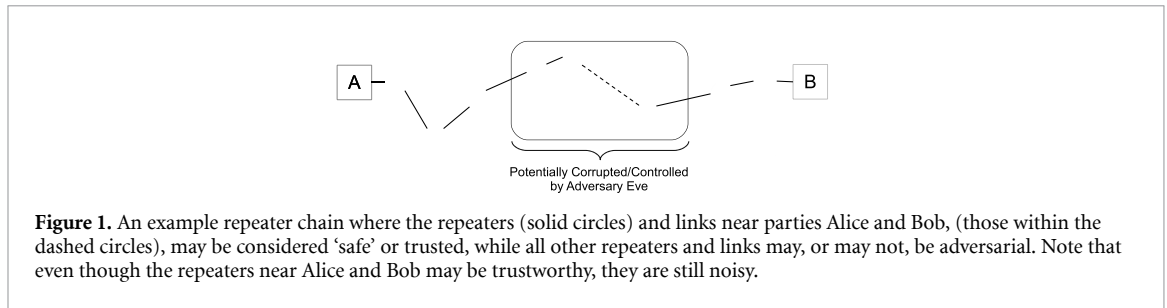 A
B
Potentially Corrupted/Controlled
by Adversary Eve
Figure 1. An example repeater chain where the repeaters (solid circles) and links near parties Alice and Bob, (those within the
dashed circles), may be considered ‘safe’ or trusted, while all other repeaters and links may, or may not, be adversarial. Note that
even though the repeaters near Alice and Bob may be trustworthy, they are still noisy.